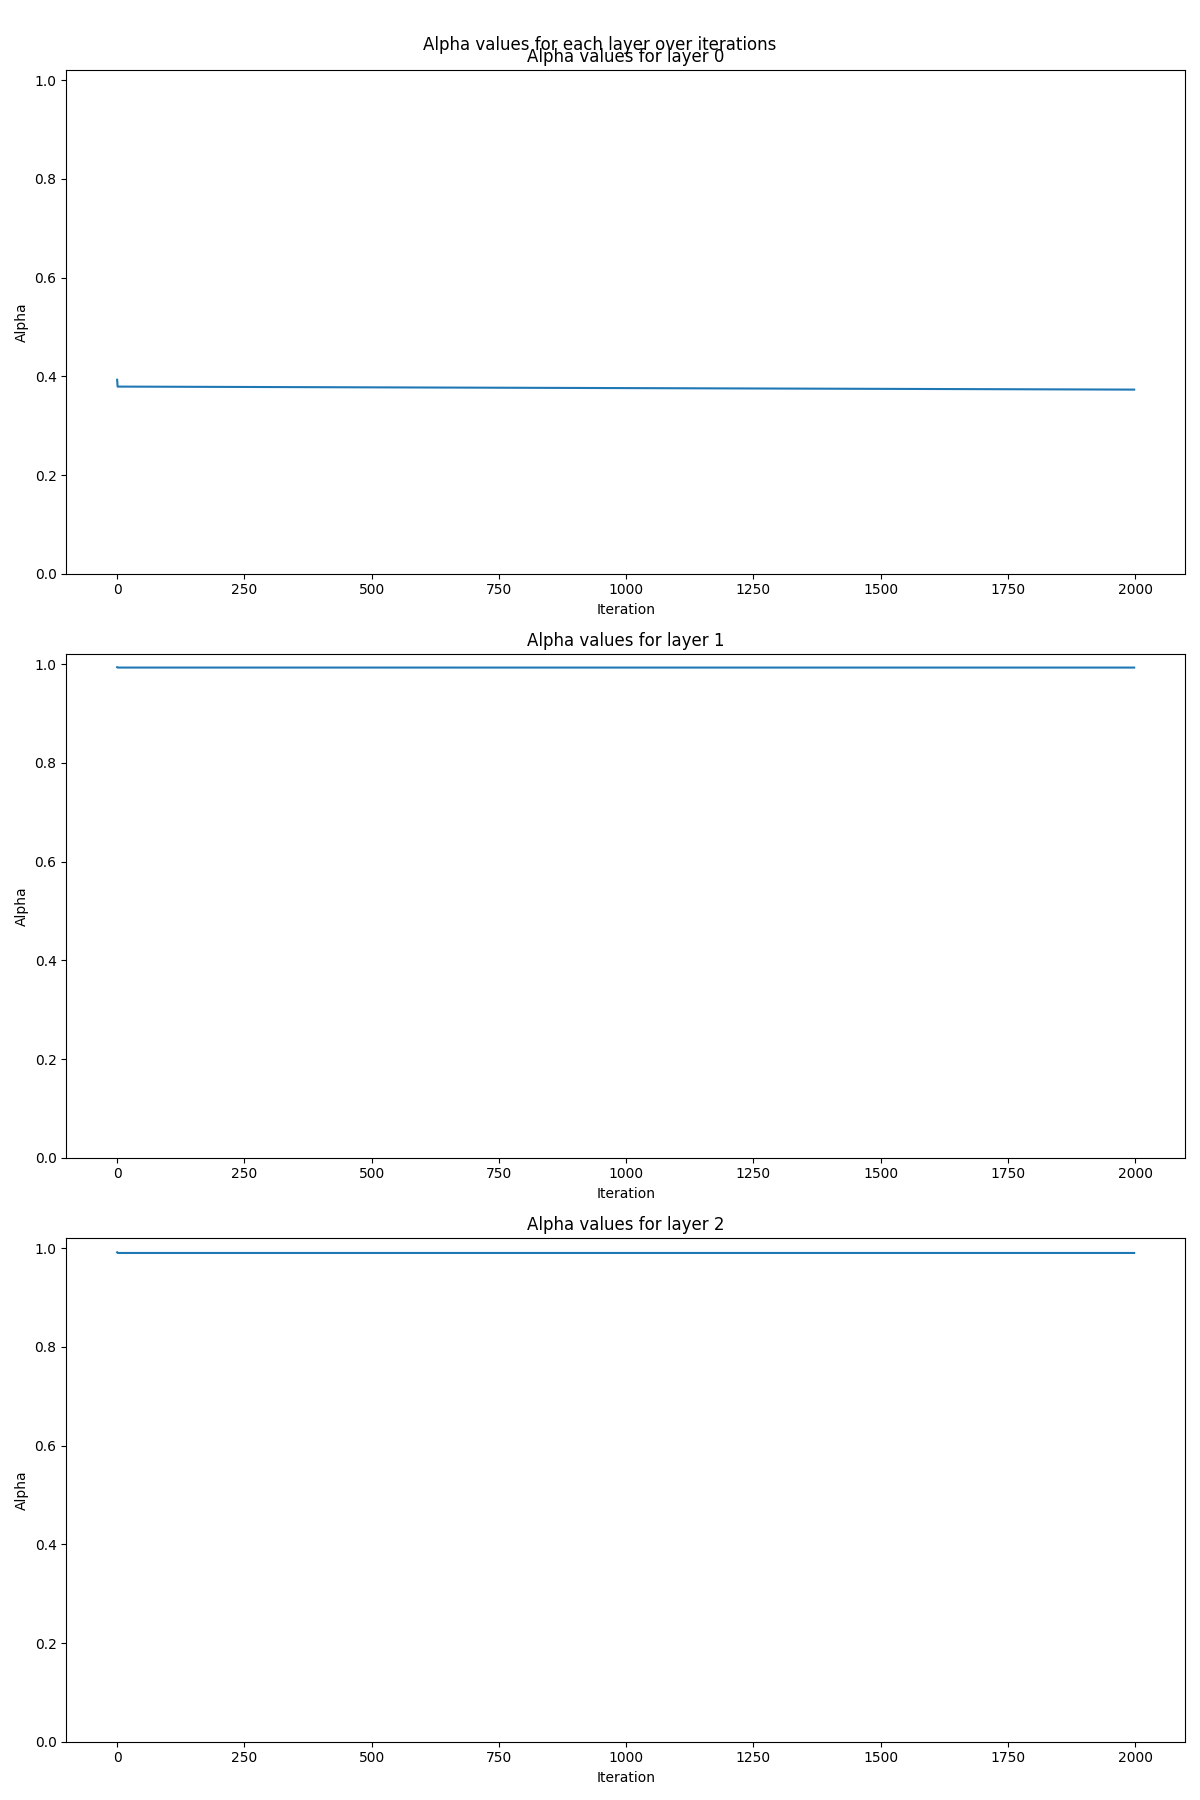 Alpha values for each layer over iterations
Alpha values for layer 0
1.0
0.8
0.6
0.4
0.2
0.0
Alpha
0 250 500 750 1000 1250 1500 1750 2000
Iteration
Alpha values for layer 1
1.0
0.8
0.6
0.4
0.2
0.0
Alpha
0 250 500 750 1000 1250 1500 1750 2000
Iteration
Alpha values for layer 2
1.0
0.8
0.6
0.4
0.2
0.0
Alpha
0 250 500 750 1000 1250 1500 1750 2000
Iteration